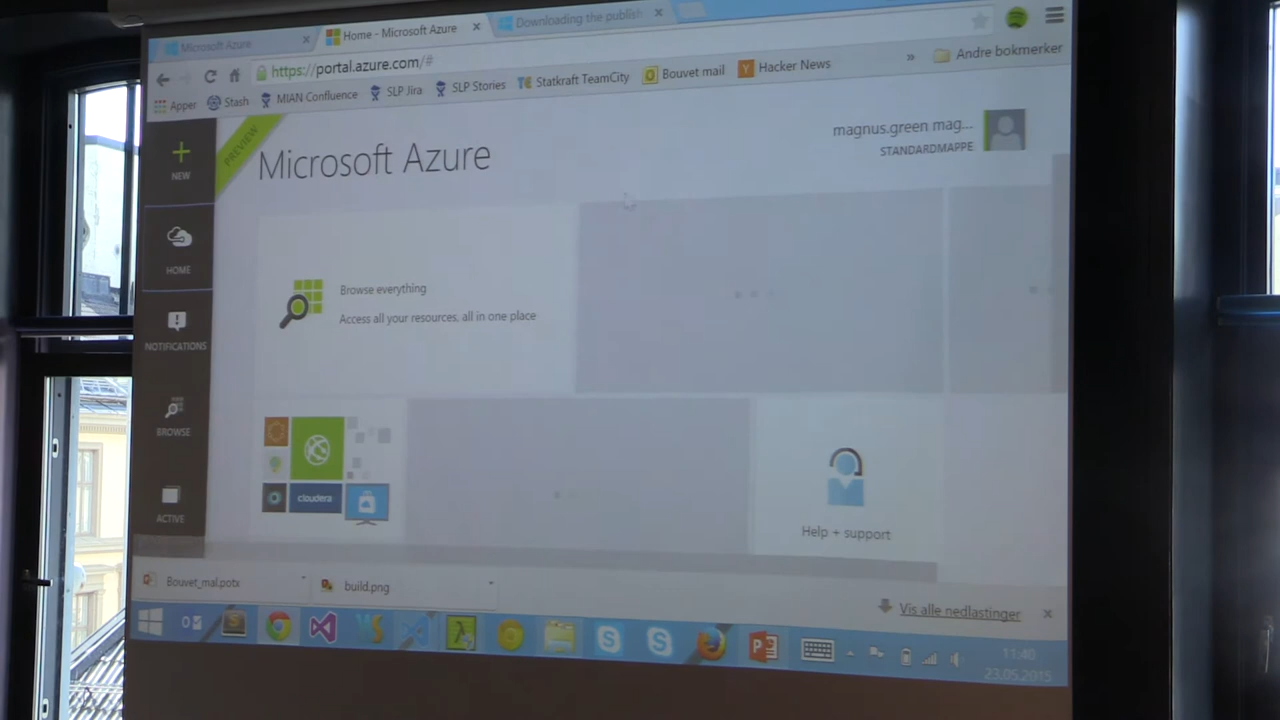 Microsoft Azure
Home - Microsoft Azure
Downloading the publish
https://portal.azure.com/#
Apper
Stash
MIAN Confluence
SLP Jira
SLP Stories
Statkraft TeamCity
Bouvet mail
Hacker News
»
Andre bokmerker
NEW
PREVIEW
Microsoft Azure
magnus.green mag...
STANDARDMAPPE
HOME
Browse everything
Access all your resources, all in one place
NOTIFICATIONS
BROWSE
cloudera
Help + support
ACTIVE
Bouvet_mal.potx
build.png
Vis alle nedlastinger
11:40
23.05.2015